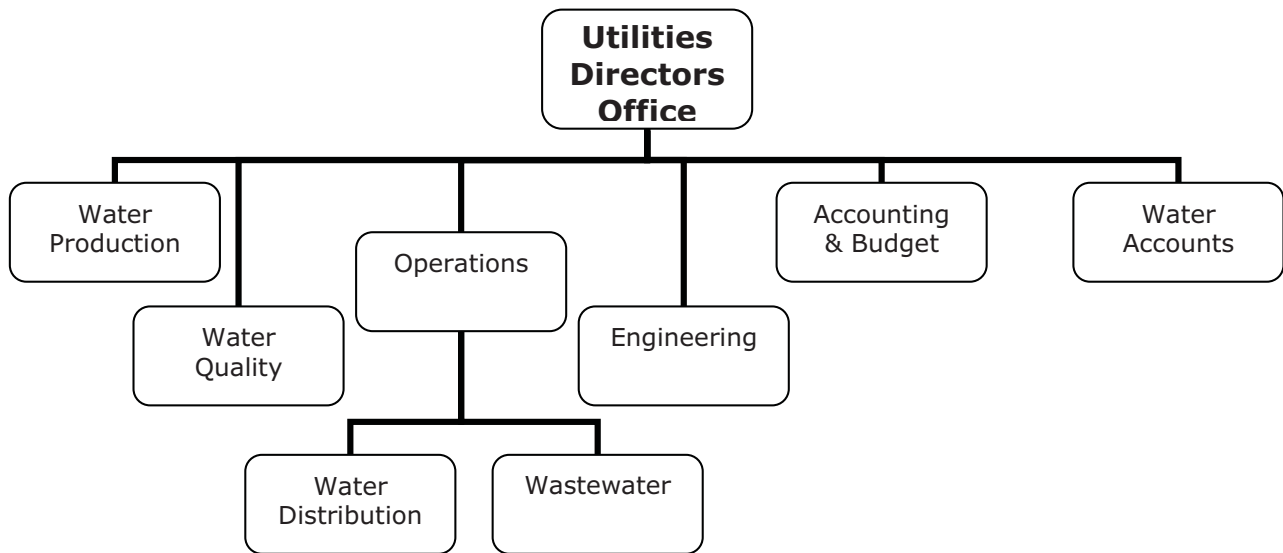 Utilities
Directors
Office
Water
Production
Water
Quality
Operations
Engineering
Accounting
& Budget
Water
Accounts
Water
Distribution
Wastewater